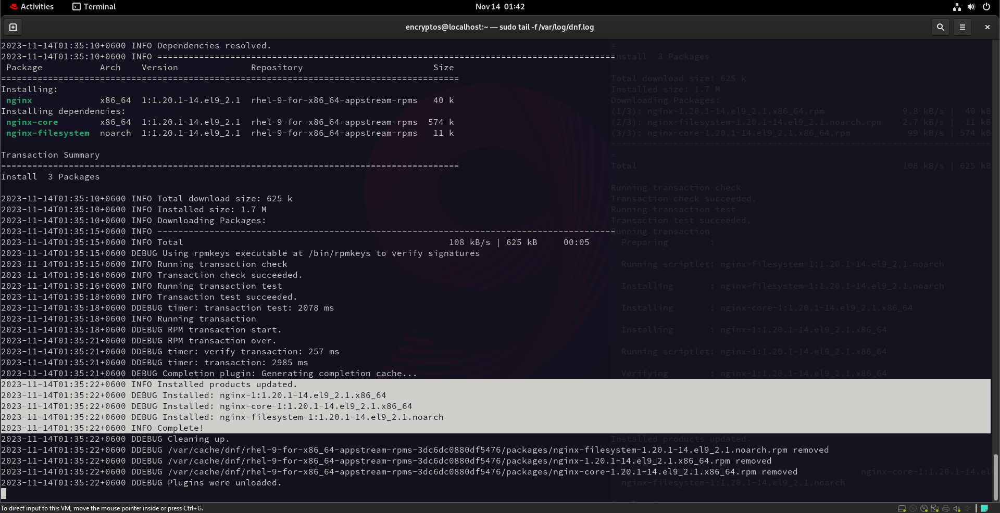 Activities Terminal Nov 14 01:42
encryptos@localhost:~ — sudo tail -f /var/log/dnf.log
2023-11-14T01:35:10+0600 INFO Dependencies resolved.
2023-11-14T01:35:10+0600 INFO ========================================================================================
Package Arch Version Repository Size
========================================================================================
Installing:
nginx x86_64 1:1.20.1-14.el9_2.1 rhel-9-for-x86_64-appstream-rpms 40 k
Installing dependencies:
nginx-core x86_64 1:1.20.1-14.el9_2.1 rhel-9-for-x86_64-appstream-rpms 574 k
nginx-filesystem noarch 1:1.20.1-14.el9_2.1 rhel-9-for-x86_64-appstream-rpms 11 k
Transaction Summary
========================================================================================
Install 3 Packages
2023-11-14T01:35:10+0600 INFO Total download size: 625 k
2023-11-14T01:35:10+0600 INFO Installed size: 1.7 M
2023-11-14T01:35:10+0600 INFO Downloading Packages:
2023-11-14T01:35:15+0600 INFO ----------------------------------------------------------------------------------------
2023-11-14T01:35:15+0600 INFO Total 108 kB/s | 625 kB 00:05
2023-11-14T01:35:15+0600 DEBUG Using rpmkeys executable at /bin/rpmkeys to verify signatures
2023-11-14T01:35:15+0600 INFO Running transaction check
2023-11-14T01:35:16+0600 INFO Transaction check succeeded.
2023-11-14T01:35:16+0600 INFO Running transaction test
2023-11-14T01:35:18+0600 INFO Transaction test succeeded.
2023-11-14T01:35:18+0600 DDEBUG timer: transaction test: 2078 ms
2023-11-14T01:35:18+0600 INFO Running transaction
2023-11-14T01:35:18+0600 DDEBUG RPM transaction start.
2023-11-14T01:35:21+0600 DDEBUG RPM transaction over.
2023-11-14T01:35:21+0600 DDEBUG timer: verify transaction: 257 ms
2023-11-14T01:35:21+0600 DDEBUG timer: transaction: 2985 ms
2023-11-14T01:35:21+0600 DEBUG Completion plugin: Generating completion cache...
2023-11-14T01:35:22+0600 INFO Installed products updated.
2023-11-14T01:35:22+0600 DEBUG Installed: nginx-1:1.20.1-14.el9_2.1.x86_64
2023-11-14T01:35:22+0600 DEBUG Installed: nginx-core-1:1.20.1-14.el9_2.1.x86_64
2023-11-14T01:35:22+0600 DEBUG Installed: nginx-filesystem-1:1.20.1-14.el9_2.1.noarch
2023-11-14T01:35:22+0600 INFO Complete!
2023-11-14T01:35:22+0600 DDEBUG Cleaning up.
2023-11-14T01:35:22+0600 DDEBUG /var/cache/dnf/rhel-9-for-x86_64-appstream-rpms-3dc6dc0880df5476/packages/nginx-filesystem-1.20.1-14.el9_2.1.noarch.rpm removed
2023-11-14T01:35:22+0600 DDEBUG /var/cache/dnf/rhel-9-for-x86_64-appstream-rpms-3dc6dc0880df5476/packages/nginx-1.20.1-14.el9_2.1.x86_64.rpm removed
2023-11-14T01:35:22+0600 DDEBUG /var/cache/dnf/rhel-9-for-x86_64-appstream-rpms-3dc6dc0880df5476/packages/nginx-core-1.20.1-14.el9_2.1.x86_64.rpm removed
2023-11-14T01:35:22+0600 DDEBUG Plugins were unloaded.
=
Install 3 Packages
Total download size: 625 k
Installed size: 1.7 M
Downloading Packages:
(1/3): nginx-1.20.1-14.el9_2.1.x86_64.rpm 9.8 kB/s | 40 kB
(2/3): nginx-filesystem-1.20.1-14.el9_2.1.noarch.rpm 2.7 kB/s | 11 kB
(3/3): nginx-core-1.20.1-14.el9_2.1.x86_64.rpm 99 kB/s | 574 kB
-------------------------------------------------------------------------
-
Total 108 kB/s | 625 kB
Running transaction check
Transaction check succeeded.
Running transaction test
Transaction test succeeded.
Running transaction
Preparing :
Running scriptlet: nginx-filesystem-1:1.20.1-14.el9_2.1.noarch
Installing : nginx-filesystem-1:1.20.1-14.el9_2.1.noarch
Installing : nginx-core-1:1.20.1-14.el9_2.1.x86_64
Installing : nginx-1:1.20.1-14.el9_2.1.x86_64
Running scriptlet: nginx-1:1.20.1-14.el9_2.1.x86_64
Verifying : nginx-1:1.20.1-14.el9_2.1.x86_64
Installed products updated.
nginx-core-1:1.20.1-14.el
nginx-filesystem-1:1.20.1-14.el9_2.1.noarch
To direct input to this VM, move the mouse pointer inside or press Ctrl+G.